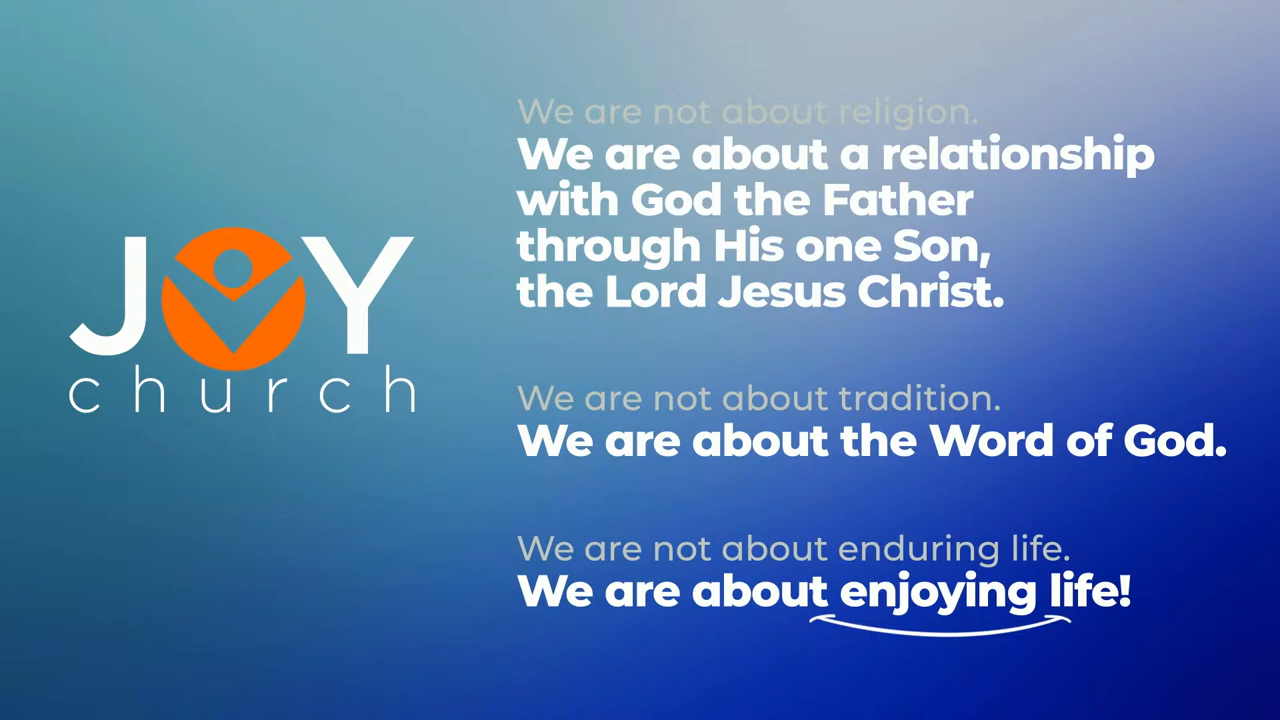 JOY
church
We are not about religion.
We are about a relationship
with God the Father
through His one Son,
the Lord Jesus Christ.
We are not about tradition.
We are about the Word of God.
We are not about enduring life.
We are about enjoying life!